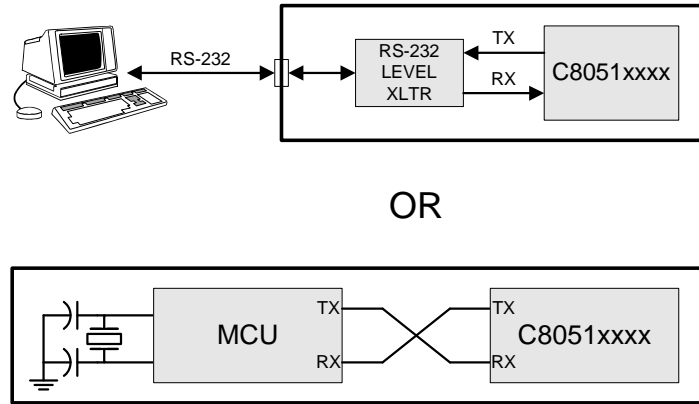 RS-232
RS-232
LEVEL
XLTR
TX
RX
C8051xxxx
OR
MCU
TX
RX
TX
RX
C8051xxxx